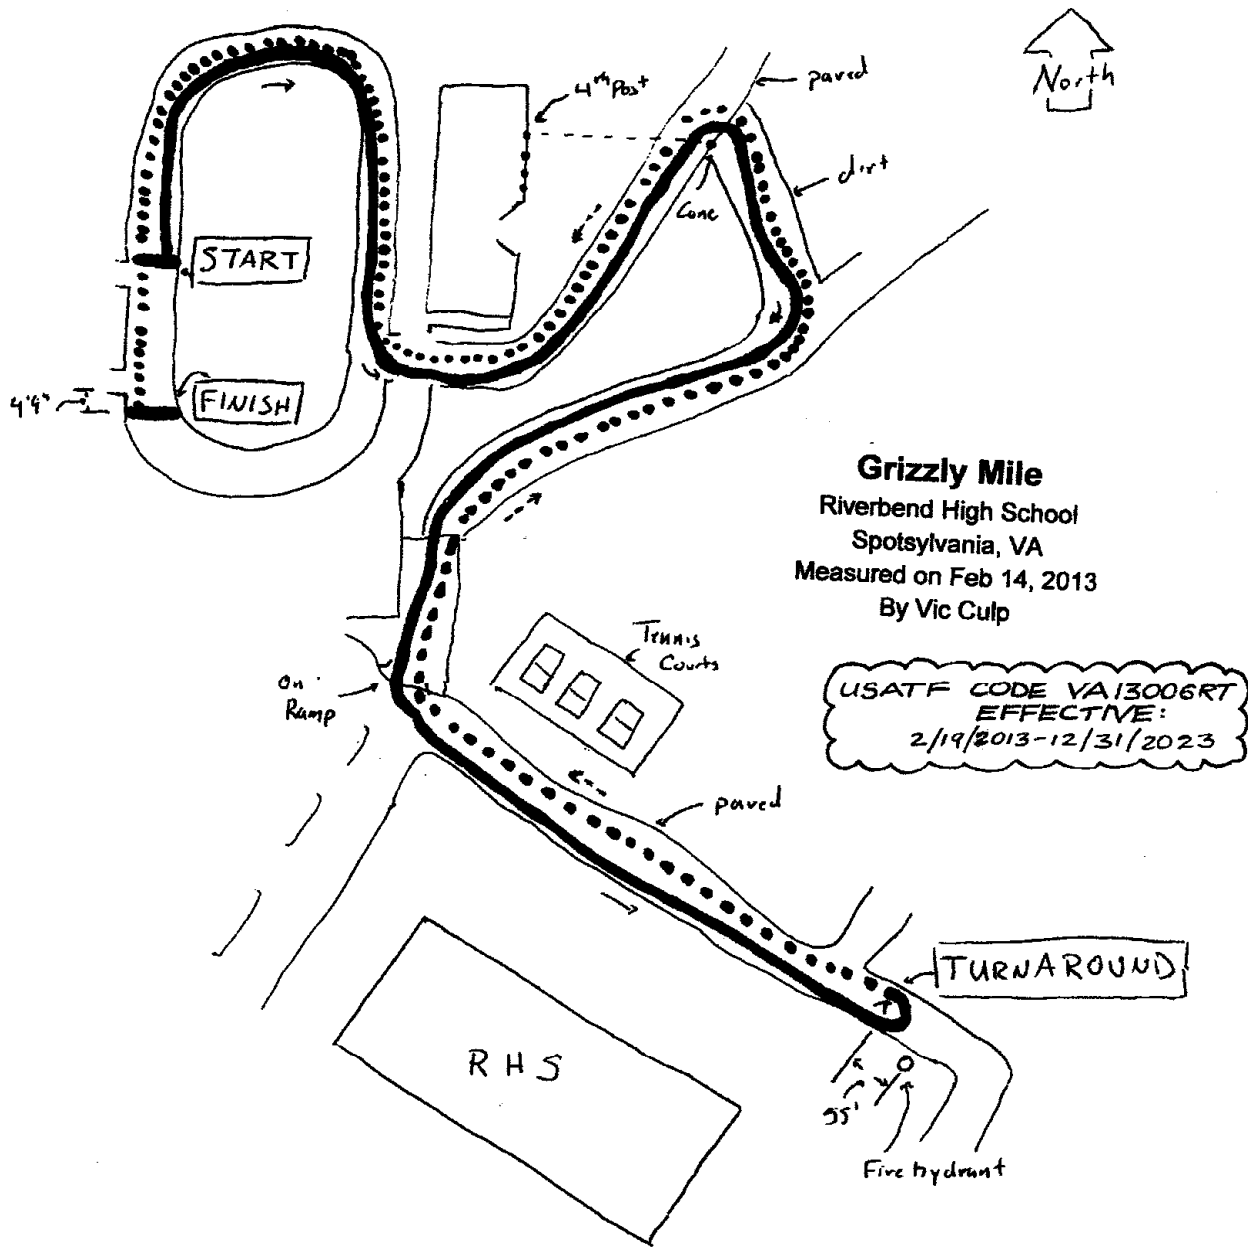 North
4th Post
paved
dirt
Cone
START
FINISH
4'9"
Grizzly Mile
Riverbend High School
Spotsylvania, VA
Measured on Feb 14, 2013
By Vic Culp
Tennis
Courts
On
Ramp
USATF CODE VA13006RT
EFFECTIVE:
2/19/2013-12/31/2023
paved
TURNAROUND
RHS
55'
Fire hydrant